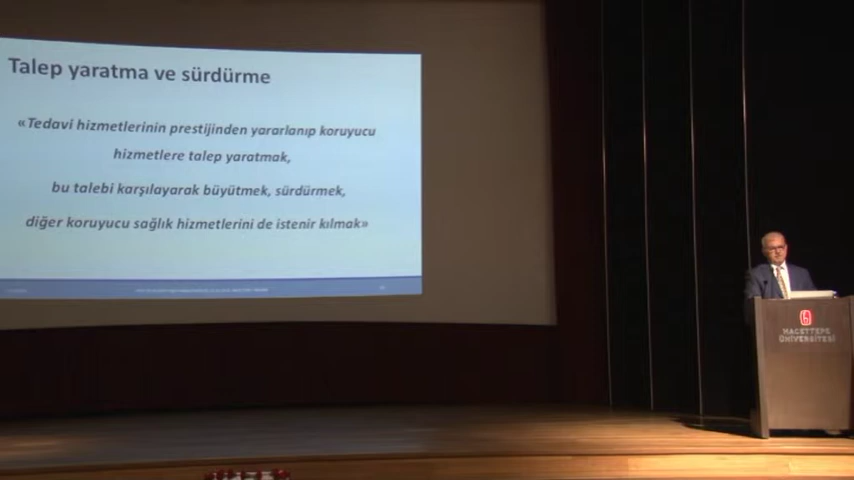 Talep yaratma ve sürdürme
«Tedavi hizmetlerinin prestijinden yararlanıp koruyucu
hizmetlere talep yaratmak,
bu talebi karşılayarak büyütmek, sürdürmek,
diğer koruyucu sağlık hizmetlerini de istenir kılmak»
HACETTEPE
ÜNİVERSİTESİ